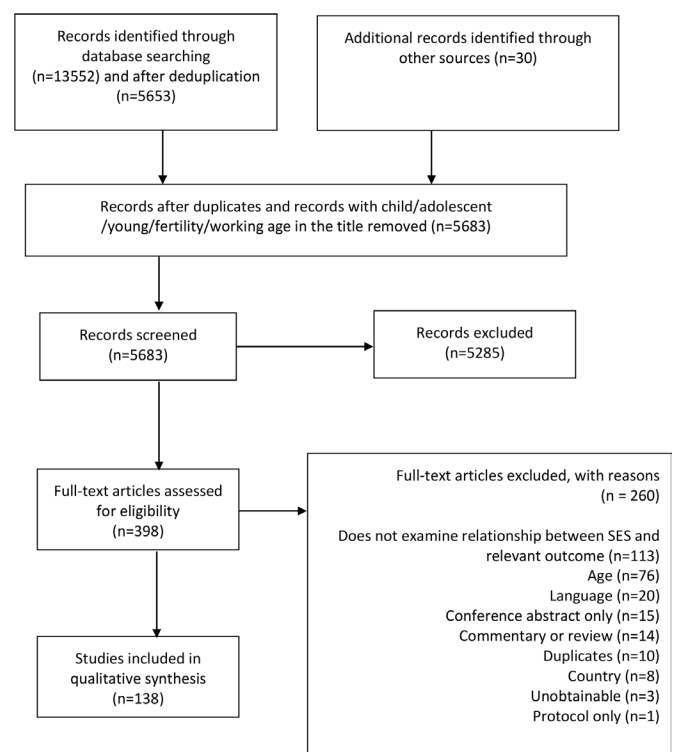 Records identified through
database searching
(n=13552) and after deduplication
(n=5653)
Additional records identified through
other sources (n=30)
Records after duplicates and records with child/adolescent
/young/fertility/working age in the title removed (n=5683)
Records screened
(n=5683)
Records excluded
(n=5285)
Full-text articles assessed
for eligibility
(n=398)
Full-text articles excluded, with reasons
(n = 260)
Does not examine relationship between SES and
relevant outcome (n=113)
Age (n=76)
Language (n=20)
Conference abstract only (n=15)
Commentary or review (n=14)
Duplicates (n=10)
Country (n=8)
Unobtainable (n=3)
Protocol only (n=1)
Studies included in
qualitative synthesis
(n=138)